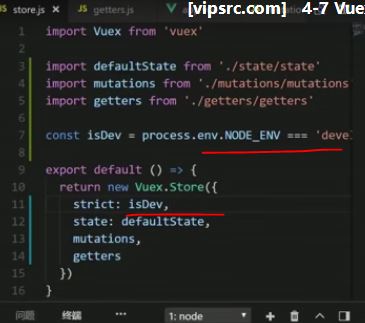 store.js getters.js [vipsrc.com] 4-7 Vue
1 import Vuex from 'vuex'
2
3 import defaultState from './state/state'
4 import mutations from './mutations/mutations'
5 import getters from './getters/getters'
6
7 const isDev = process.env.NODE_ENV === 'deve
8
9 export default () => {
10 return new Vuex.Store({
11 strict: isDev,
12 state: defaultState,
13 mutations,
14 getters
15 })
16 }
问题 终端 ••• 1: node